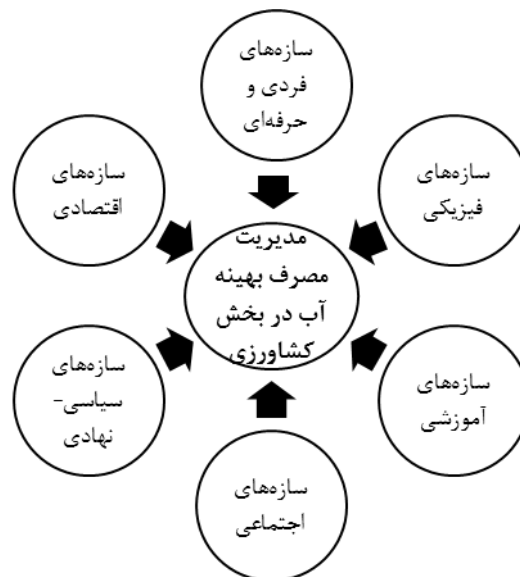 سازه‌های
فردی و
حرفه‌ای
سازه‌های
فیزیکی
سازه‌های
اقتصادی
مدیریت
مصرف بهینه
آب در بخش
کشاورزی
سازه‌های
آموزشی
سازه‌های
سیاسی-
نهادی
سازه‌های
اجتماعی